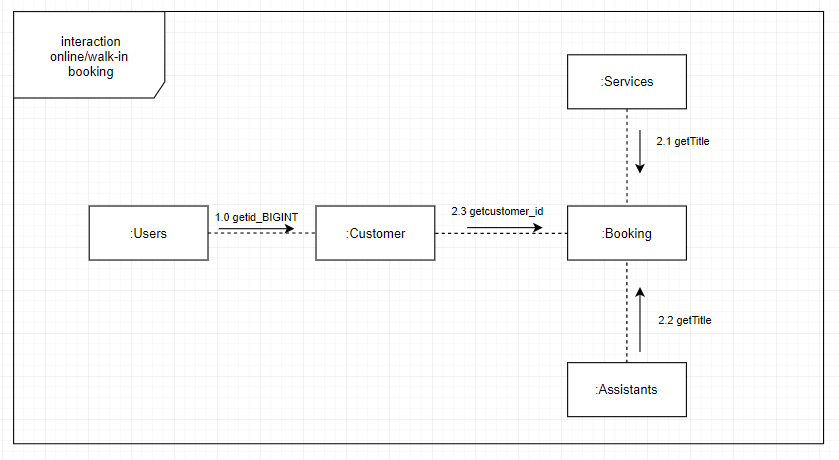 interaction
online/walk-in
booking
:Services
2.1 getTitle
1.0 getid_BIGINT
2.3 getcustomer_id
:Users
:Customer
:Booking
2.2 getTitle
:Assistants